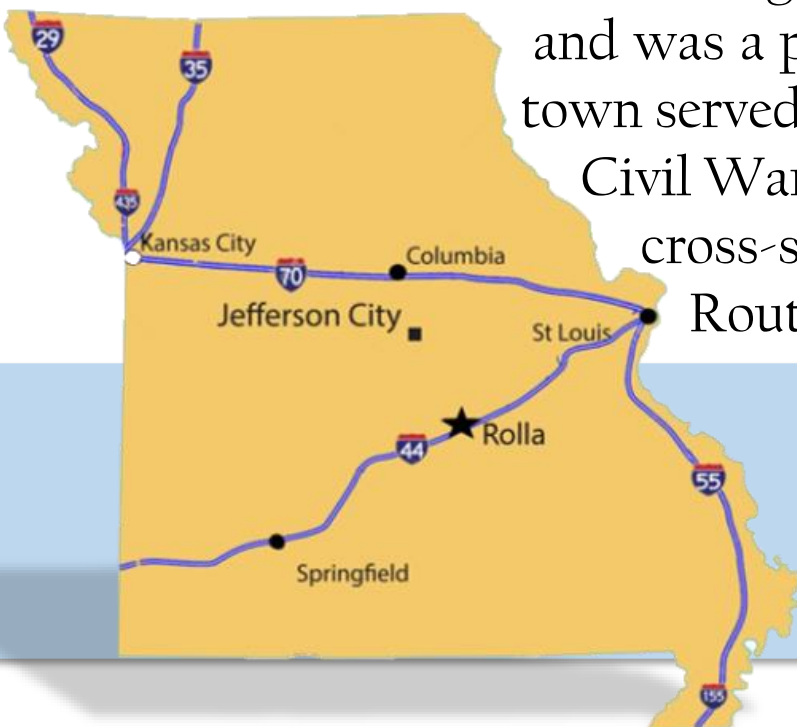 and was a
town served
Civil War
cross-s
Rout
29
35
435
Kansas City
70
Columbia
Jefferson City
St Louis
Rolla
44
55
Springfield
155